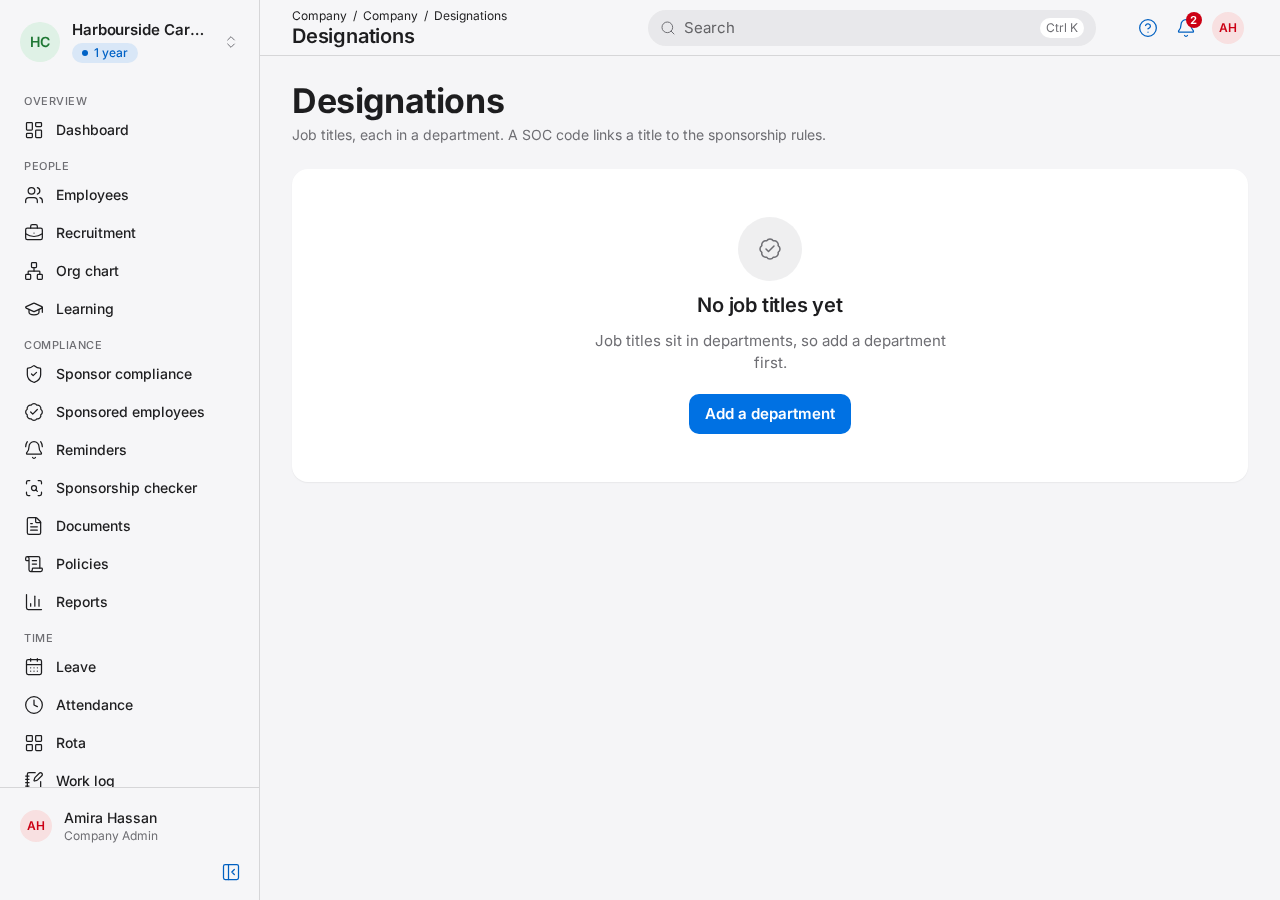 HC
Harbourside Car...
1 year
OVERVIEW
Dashboard
PEOPLE
Employees
Recruitment
Org chart
Learning
COMPLIANCE
Sponsor compliance
Sponsored employees
Reminders
Sponsorship checker
Documents
Policies
Reports
TIME
Leave
Attendance
Rota
Work log
AH
Amira Hassan
Company Admin
Company / Company / Designations
Designations
Search
Ctrl K
2
AH
Designations
Job titles, each in a department. A SOC code links a title to the sponsorship rules.
No job titles yet
Job titles sit in departments, so add a department
first.
Add a department